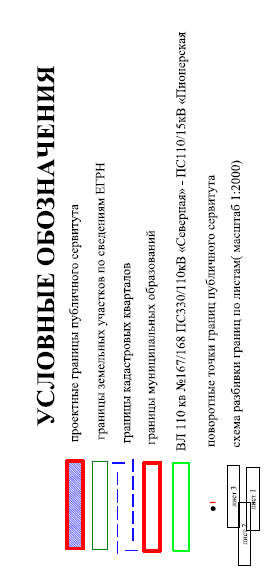 УСЛОВНЫЕ ОБОЗНАЧЕНИЯ
проектные границы публичного сервитута
границы земельных участков по сведениям ЕГРН
границы кадастровых кварталов
границы муниципальных образований
ВЛ 110 кв №167/168 ПС330/110кВ «Северная» - ПС110/15кВ «Пионерская
1
поворотные точки границ публичного сервитута
схема разбивки границ по листам( масштаб 1:2000)
лист 3
лист 2
лист 1